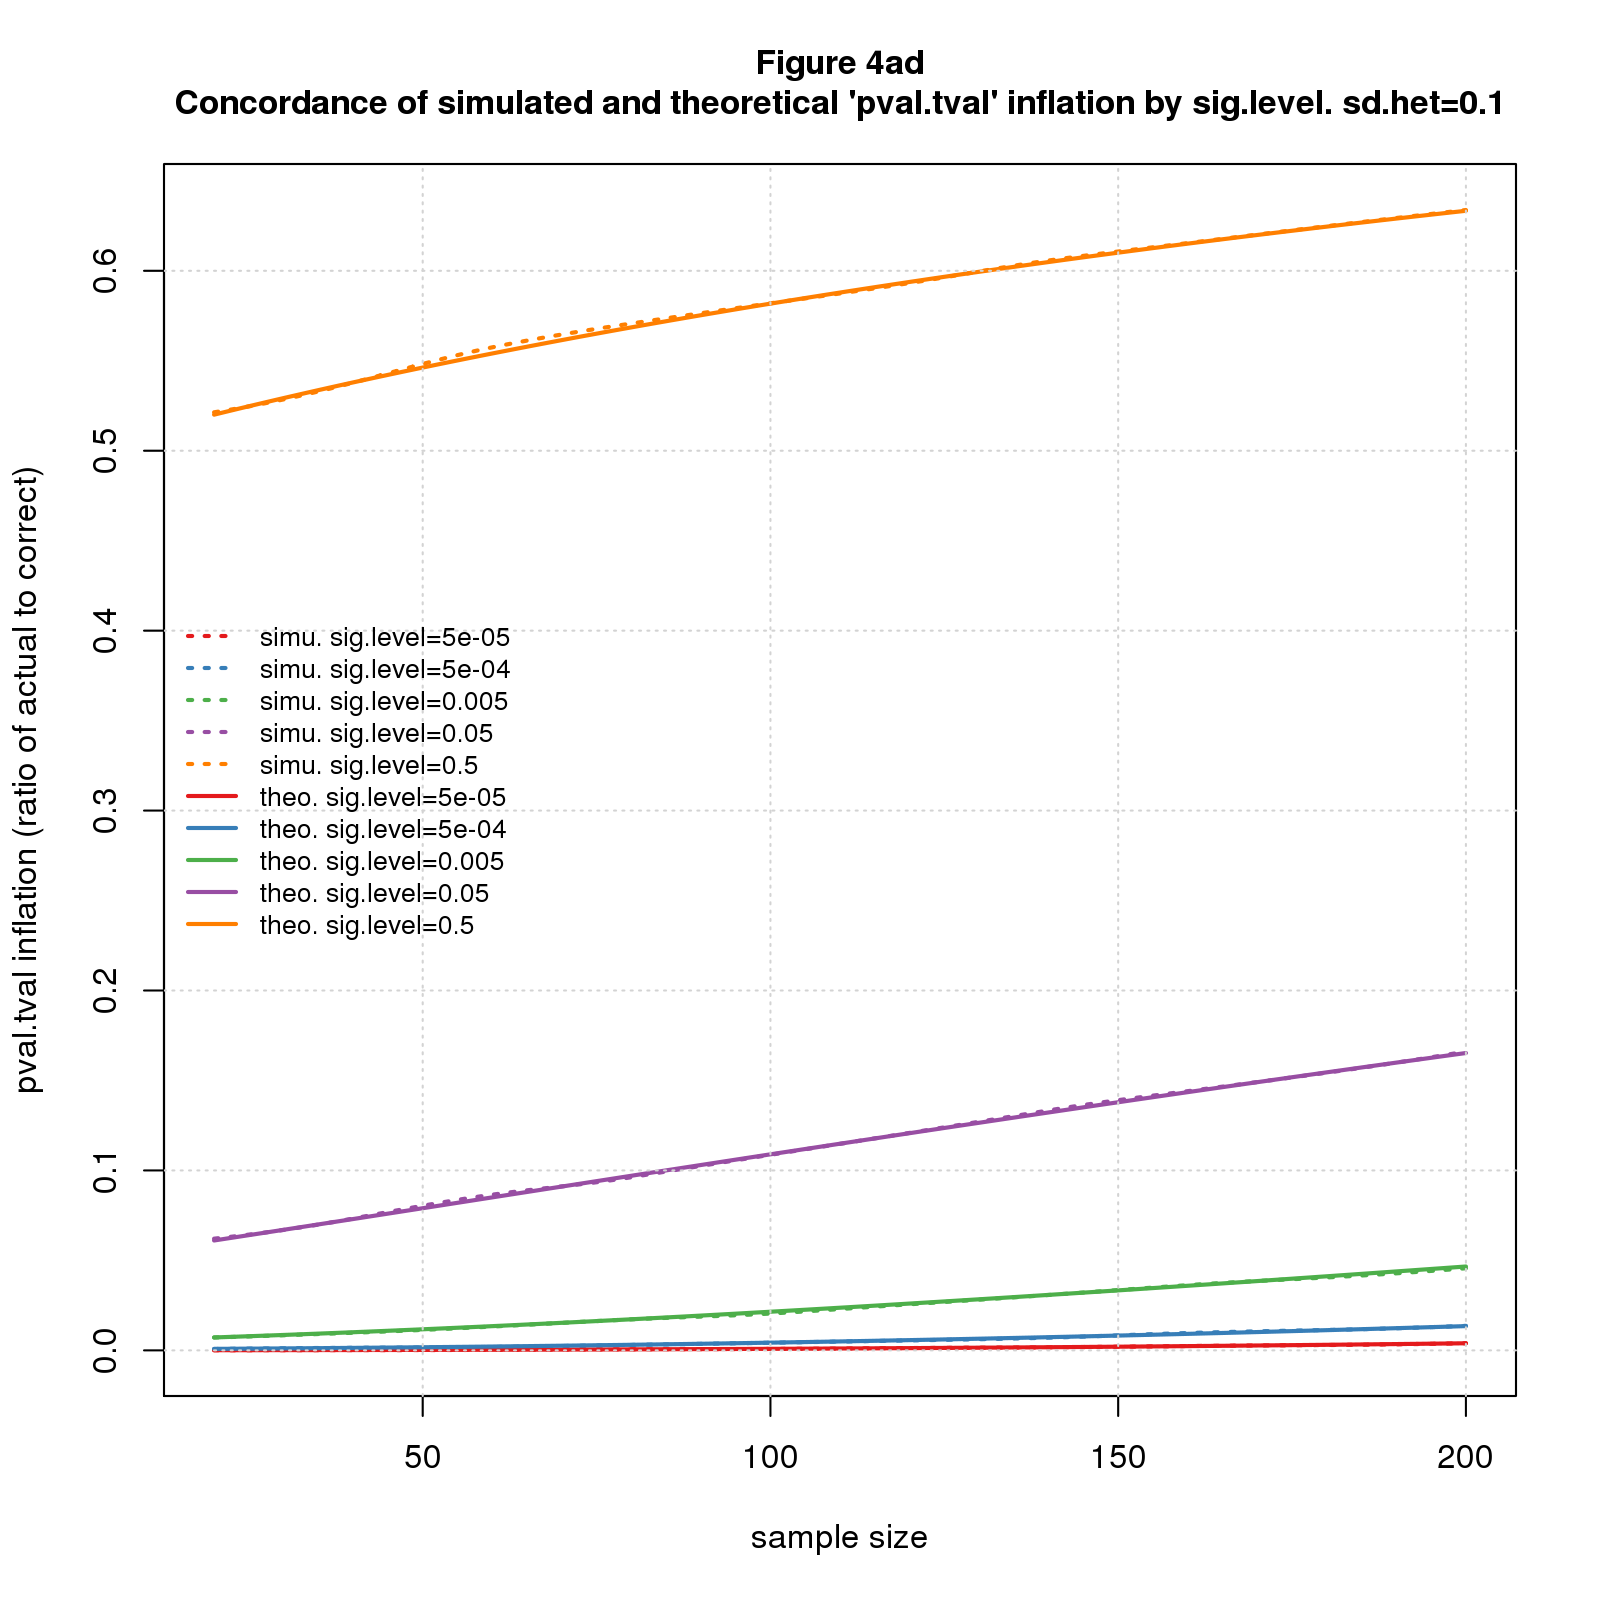 Figure 4ad
Concordance of simulated and theoretical 'pval.tval' inflation by sig.level. sd.het=0.1
pval.tval inflation (ratio of actual to correct)
0.6
0.5
0.4
0.3
0.2
0.1
0.0
simu. sig.level=5e-05
simu. sig.level=5e-04
simu. sig.level=0.005
simu. sig.level=0.05
simu. sig.level=0.5
theo. sig.level=5e-05
theo. sig.level=5e-04
theo. sig.level=0.005
theo. sig.level=0.05
theo. sig.level=0.5
50 100 150 200
sample size